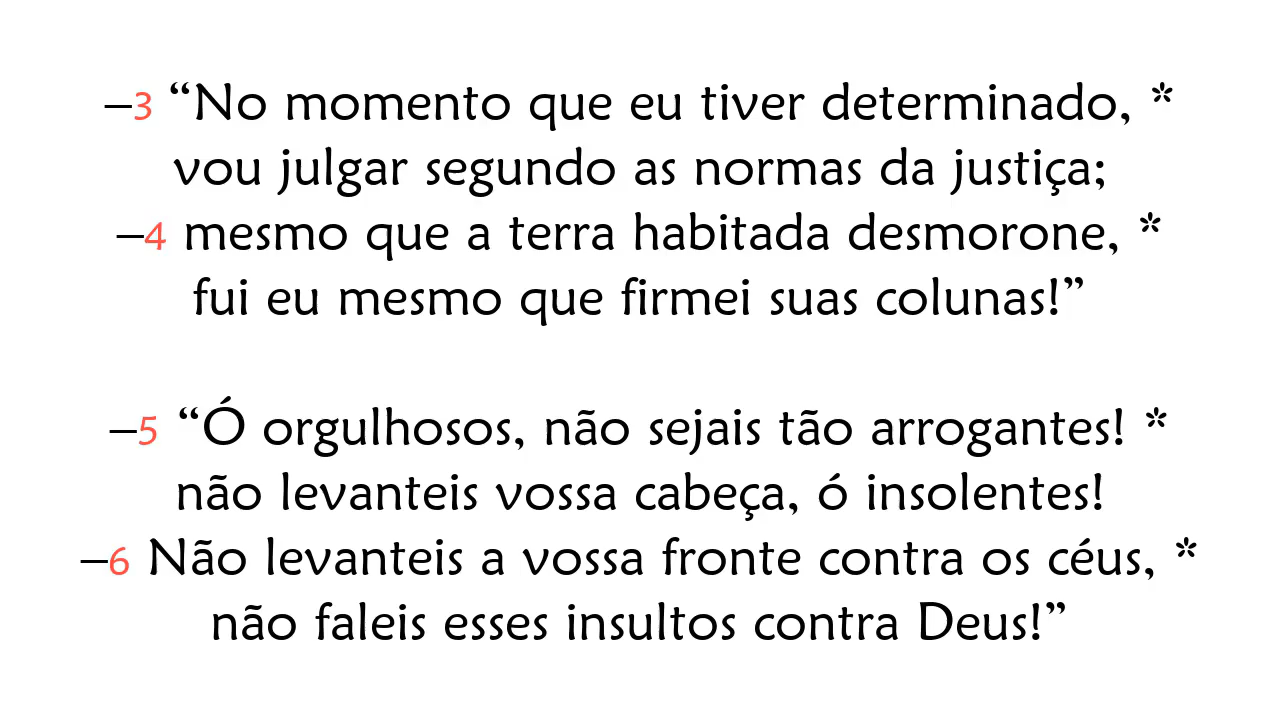 –3 “No momento que eu tiver determinado, *
vou julgar segundo as normas da justiça;
–4 mesmo que a terra habitada desmorone, *
fui eu mesmo que firmei suas colunas!”
–5 “Ó orgulhosos, não sejais tão arrogantes! *
não levanteis vossa cabeça, ó insolentes!
–6 Não levanteis a vossa fronte contra os céus, *
não faleis esses insultos contra Deus!”